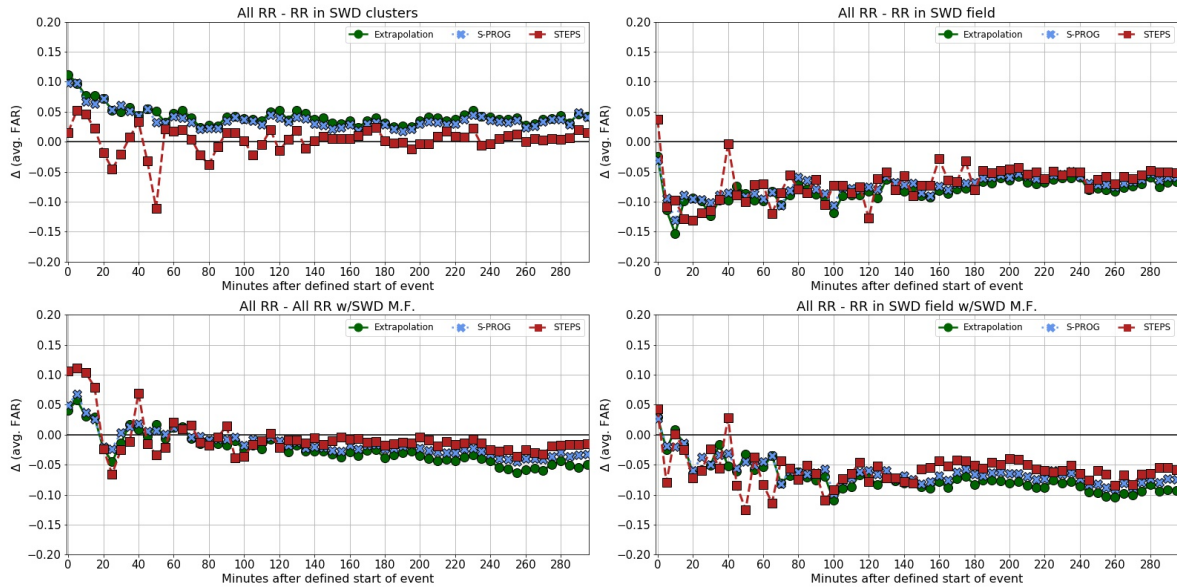 All RR - RR in SWD clusters
Extrapolation S-PROG STEPS
Δ (avg. FAR)
0.20
0.15
0.10
0.05
0.00
−0.05
−0.10
−0.15
−0.20
0 20 40 60 80 100 120 140 160 180 200 220 240 260 280
Minutes after defined start of event
All RR - RR in SWD field
Extrapolation S-PROG STEPS
Δ (avg. FAR)
0.20
0.15
0.10
0.05
0.00
−0.05
−0.10
−0.15
−0.20
0 20 40 60 80 100 120 140 160 180 200 220 240 260 280
Minutes after defined start of event
All RR - All RR w/SWD M.F.
Extrapolation S-PROG STEPS
Δ (avg. FAR)
0.20
0.15
0.10
0.05
0.00
−0.05
−0.10
−0.15
−0.20
0 20 40 60 80 100 120 140 160 180 200 220 240 260 280
Minutes after defined start of event
All RR - RR in SWD field w/SWD M.F.
Extrapolation S-PROG STEPS
Δ (avg. FAR)
0.20
0.15
0.10
0.05
0.00
−0.05
−0.10
−0.15
−0.20
0 20 40 60 80 100 120 140 160 180 200 220 240 260 280
Minutes after defined start of event